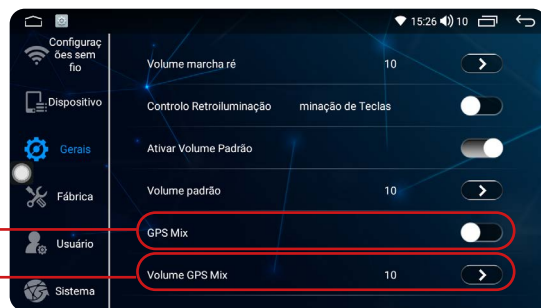 15:26 10
Configuraç
ões sem
fio
Volume marcha ré 10
Dispositivo
Controlo Retroiluminação minação de Teclas
Gerais
Ativar Volume Padrão
Fábrica
Volume padrão 10
GPS Mix
Usuário
Volume GPS Mix 10
Sistema